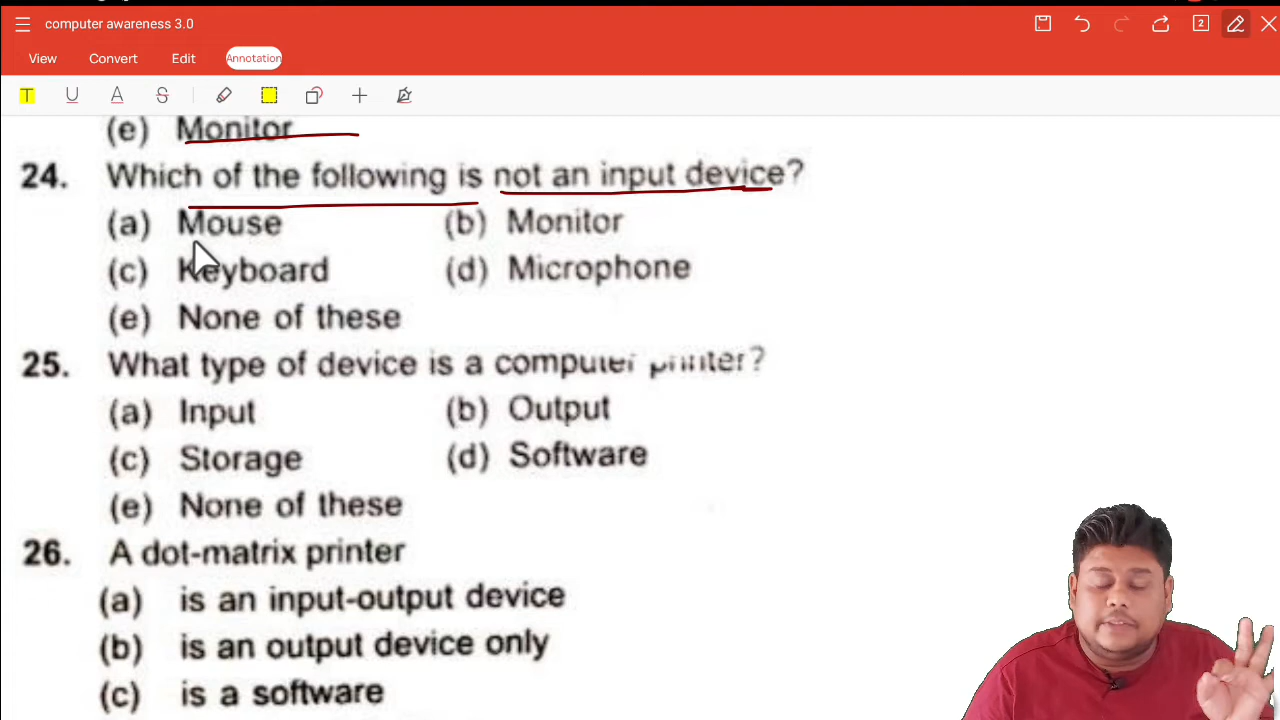 computer awareness 3.0
2
View Convert Edit Annotation
T U A S
(e) Monitor
24. Which of the following is not an input device?
(a) Mouse (b) Monitor
(c) Keyboard (d) Microphone
(e) None of these
25. What type of device is a computer printer?
(a) Input (b) Output
(c) Storage (d) Software
(e) None of these
26. A dot-matrix printer
(a) is an input-output device
(b) is an output device only
(c) is a software